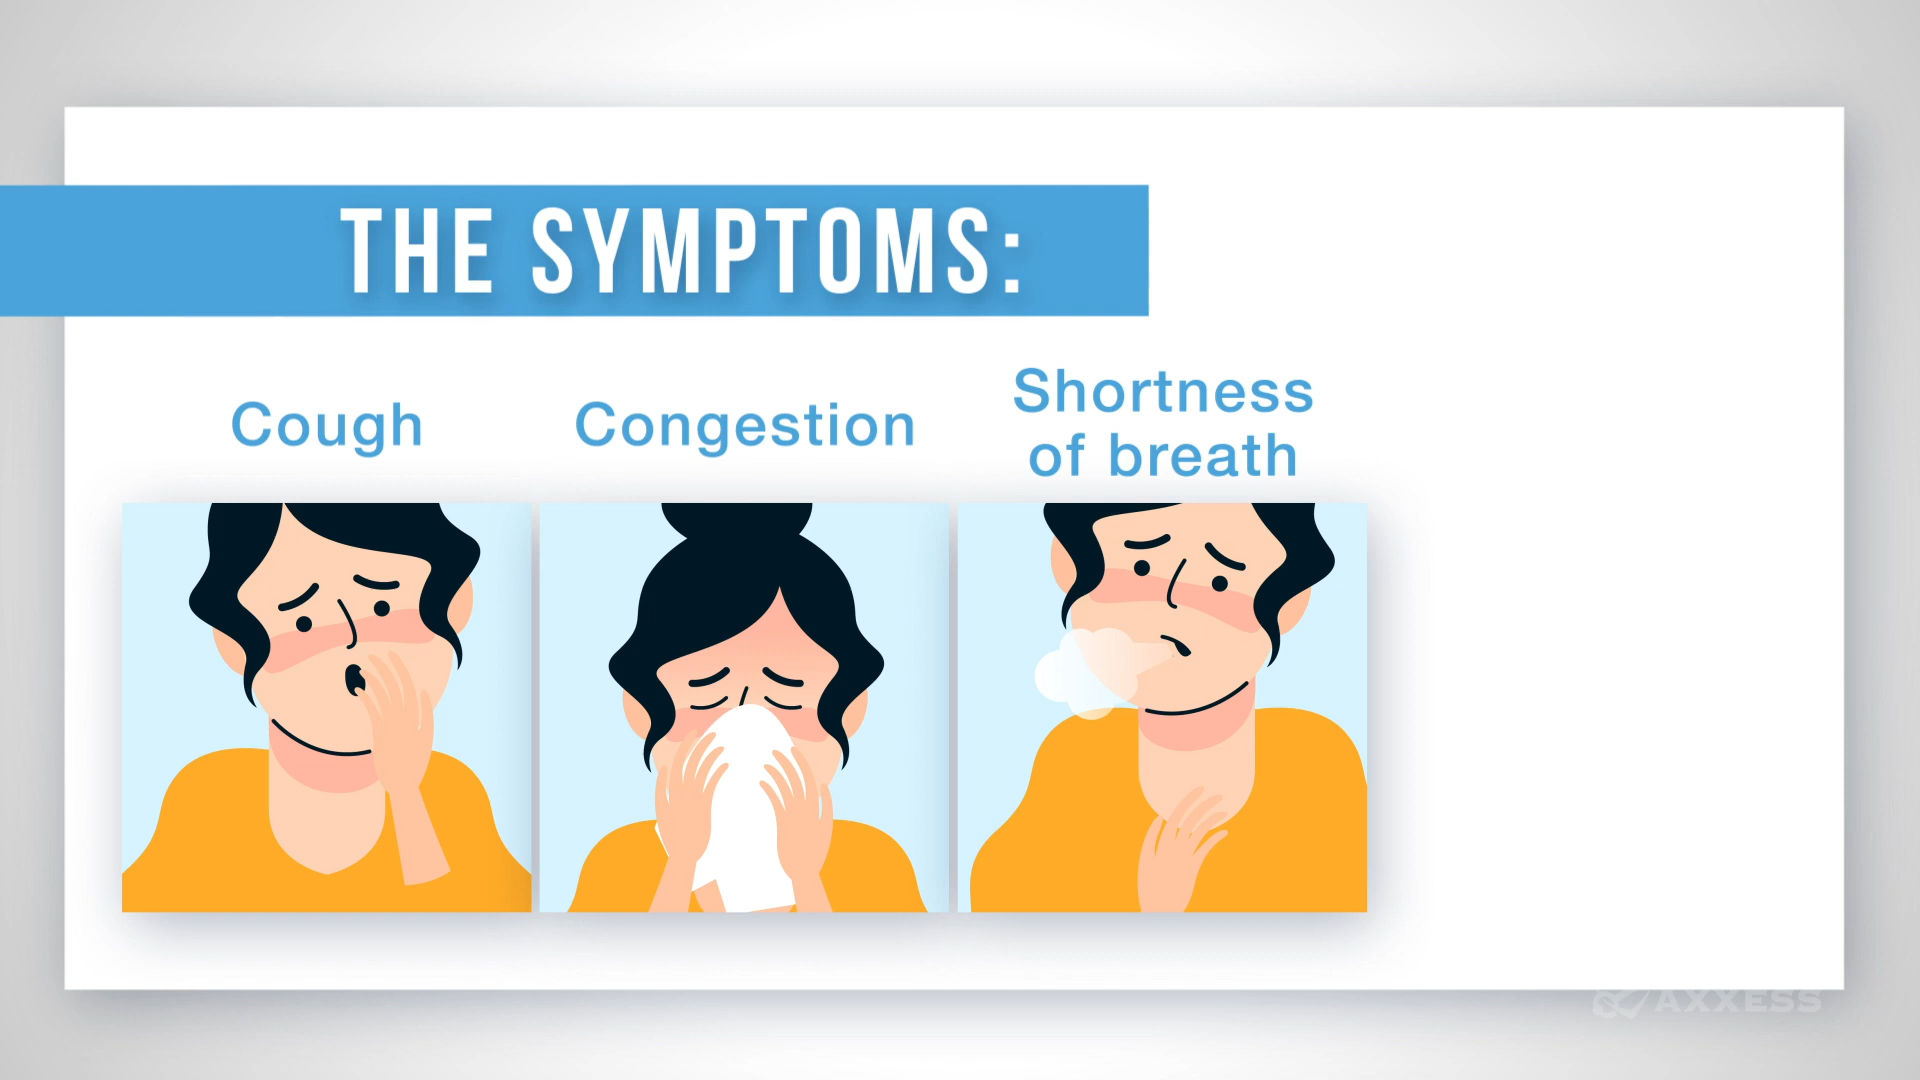 THE SYMPTOMS:
Cough
Congestion
Shortness
of breath
AXXESS